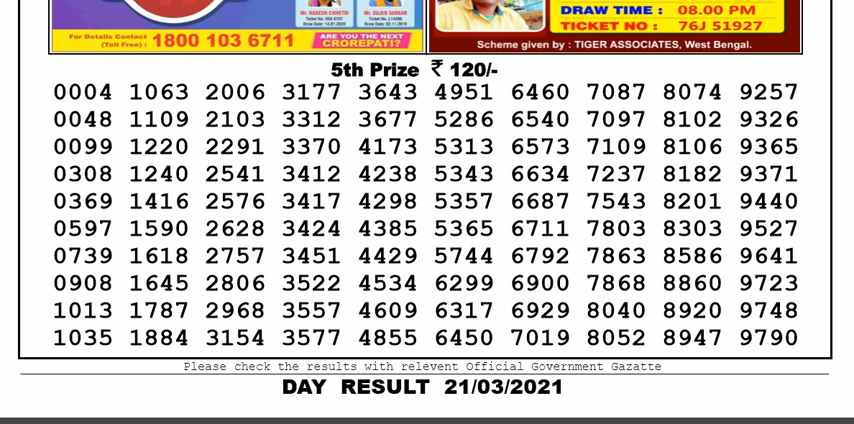 Mr. NARESH CHHETRI
Mr. SUJEN SARKAR
For Details Contact
(Toll Free) : 1800 103 6711
ARE YOU THE NEXT
CROREPATI?
DRAW TIME : 08.00 PM
TICKET NO : 76J 51927
Scheme given by : TIGER ASSOCIATES, West Bengal.
5th Prize ₹ 120/-
0004 1063 2006 3177 3643 4951 6460 7087 8074 9257
0048 1109 2103 3312 3677 5286 6540 7097 8102 9326
0099 1220 2291 3370 4173 5313 6573 7109 8106 9365
0308 1240 2541 3412 4238 5343 6634 7237 8182 9371
0369 1416 2576 3417 4298 5357 6687 7543 8201 9440
0597 1590 2628 3424 4385 5365 6711 7803 8303 9527
0739 1618 2757 3451 4429 5744 6792 7863 8586 9641
0908 1645 2806 3522 4534 6299 6900 7868 8860 9723
1013 1787 2968 3557 4609 6317 6929 8040 8920 9748
1035 1884 3154 3577 4855 6450 7019 8052 8947 9790
Please check the results with relevent Official Government Gazatte
DAY RESULT 21/03/2021